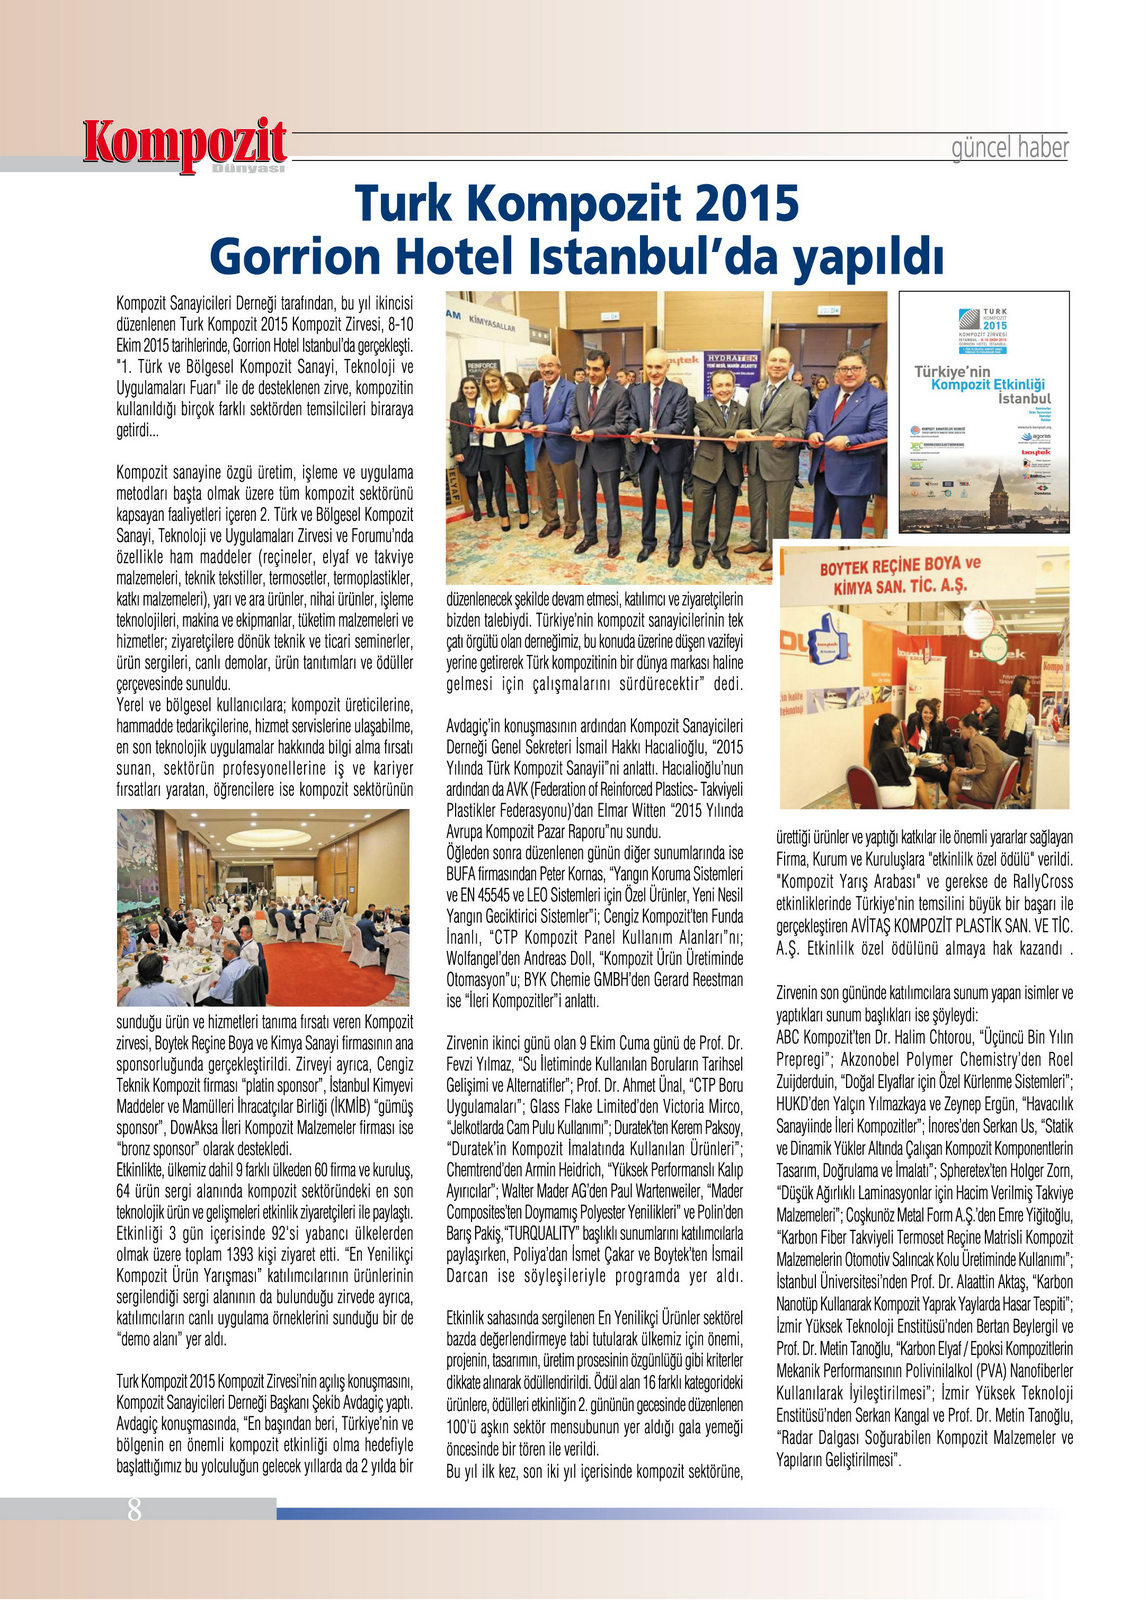 Kompozit
Dünyası
güncel haber
Turk Kompozit 2015
Gorrion Hotel Istanbul’da yapıldı
Kompozit Sanayicileri Derneği tarafından, bu yıl ikincisi
düzenlenen Turk Kompozit 2015 Kompozit Zirvesi, 8-10
Ekim 2015 tarihlerinde, Gorrion Hotel Istanbul’da gerçekleşti.
"1. Türk ve Bölgesel Kompozit Sanayi, Teknoloji ve
Uygulamaları Fuarı" ile de desteklenen zirve, kompozitin
kullanıldığı birçok farklı sektörden temsilcileri biraraya
getirdi...
Kompozit sanayine özgü üretim, işleme ve uygulama
metodları başta olmak üzere tüm kompozit sektörünü
kapsayan faaliyetleri içeren 2. Türk ve Bölgesel Kompozit
Sanayi, Teknoloji ve Uygulamaları Zirvesi ve Forumu’nda
özellikle ham maddeler (reçineler, elyaf ve takviye
malzemeleri, teknik tekstiller, termosetler, termoplastikler,
katkı malzemeleri), yarı ve ara ürünler, nihai ürünler, işleme
teknolojileri, makina ve ekipmanlar, tüketim malzemeleri ve
hizmetler; ziyaretçilere dönük teknik ve ticari seminerler,
ürün sergileri, canlı demolar, ürün tanıtımları ve ödüller
çerçevesinde sunuldu.
Yerel ve bölgesel kullanıcılara; kompozit üreticilerine,
hammadde tedarikçilerine, hizmet servislerine ulaşabilme,
en son teknolojik uygulamalar hakkında bilgi alma fırsatı
sunan, sektörün profesyonellerine iş ve kariyer
fırsatları yaratan, öğrencilere ise kompozit sektörünün
sunduğu ürün ve hizmetleri tanıma fırsatı veren Kompozit
zirvesi, Boytek Reçine Boya ve Kimya Sanayi firmasının ana
sponsorluğunda gerçekleştirildi. Zirveyi ayrıca, Cengiz
Teknik Kompozit firması “platin sponsor”, İstanbul Kimyevi
Maddeler ve Mamülleri İhracatçılar Birliği (İKMİB) “gümüş
sponsor”, DowAksa İleri Kompozit Malzemeler firması ise
“bronz sponsor” olarak destekledi.
Etkinlikte, ülkemiz dahil 9 farklı ülkeden 60 firma ve kuruluş,
64 ürün sergi alanında kompozit sektöründeki en son
teknolojik ürün ve gelişmeleri etkinlik ziyaretçileri ile paylaştı.
Etkinliği 3 gün içerisinde 92'si yabancı ülkelerden
olmak üzere toplam 1393 kişi ziyaret etti. “En Yenilikçi
Kompozit Ürün Yarışması” katılımcılarının ürünlerinin
sergilendiği sergi alanının da bulunduğu zirvede ayrıca,
katılımcıların canlı uygulama örneklerini sunduğu bir de
“demo alanı” yer aldı.
Turk Kompozit 2015 Kompozit Zirvesi’nin açılış konuşmasını,
Kompozit Sanayicileri Derneği Başkanı Şekib Avdagiç yaptı.
Avdagiç konuşmasında, “En başından beri, Türkiye’nin ve
bölgenin en önemli kompozit etkinliği olma hedefiyle
başlattığımız bu yolculuğun gelecek yıllarda da 2 yılda bir
KİMYASALLAR
REINFORCE
boytek
HYDRATEK
ELYAF
düzenlenecek şekilde devam etmesi, katılımcı ve ziyaretçilerin
bizden talebiydi. Türkiye’nin kompozit sanayicilerinin tek
çatı örgütü olan derneğimiz, bu konuda üzerine düşen vazifeyi
yerine getirerek Türk kompozitinin bir dünya markası haline
gelmesi için çalışmalarını sürdürecektir” dedi.
Avdagiç’in konuşmasının ardından Kompozit Sanayicileri
Derneği Genel Sekreteri İsmail Hakkı Hacıalioğlu, “2015
Yılında Türk Kompozit Sanayii”ni anlattı. Hacıalioğlu’nun
ardından da AVK (Federation of Reinforced Plastics- Takviyeli
Plastikler Federasyonu)’dan Elmar Witten “2015 Yılında
Avrupa Kompozit Pazar Raporu”nu sundu.
Öğleden sonra düzenlenen günün diğer sunumlarında ise
BUFA firmasından Peter Kornas, “Yangın Koruma Sistemleri
ve EN 45545 ve LEO Sistemleri için Özel Ürünler, Yeni Nesil
Yangın Geciktirici Sistemler”i; Cengiz Kompozit’ten Funda
İnanlı, “CTP Kompozit Panel Kullanım Alanları”nı;
Wolfangel’den Andreas Doll, “Kompozit Ürün Üretiminde
Otomasyon”u; BYK Chemie GMBH’den Gerard Reestman
ise “İleri Kompozitler”i anlattı.
Zirvenin ikinci günü olan 9 Ekim Cuma günü de Prof. Dr.
Fevzi Yılmaz, “Su İletiminde Kullanılan Boruların Tarihsel
Gelişimi ve Alternatifler”; Prof. Dr. Ahmet Ünal, “CTP Boru
Uygulamaları”; Glass Flake Limited’den Victoria Mirco,
“Jelkotlarda Cam Pulu Kullanımı”; Duratek’ten Kerem Paksoy,
“Duratek’in Kompozit İmalatında Kullanılan Ürünleri”;
Chemtrend’den Armin Heidrich, “Yüksek Performanslı Kalıp
Ayırıcılar”; Walter Mader AG’den Paul Wartenweiler, “Mader
Composites’ten Doymamış Polyester Yenilikleri” ve Polin’den
Barış Pakiş,“TURQUALITY” başlıklı sunumlarını katılımcılarla
paylaşırken, Poliya’dan İsmet Çakar ve Boytek’ten İsmail
Darcan ise söyleşileriyle programda yer aldı.
Etkinlik sahasında sergilenen En Yenilikçi Ürünler sektörel
bazda değerlendirmeye tabi tutularak ülkemiz için önemi,
projenin, tasarımın, üretim prosesinin özgünlüğü gibi kriterler
dikkate alınarak ödüllendirildi. Ödül alan 16 farklı kategorideki
ürünlere, ödülleri etkinliğin 2. gününün gecesinde düzenlenen
100'ü aşkın sektör mensubunun yer aldığı gala yemeği
öncesinde bir tören ile verildi.
Bu yıl ilk kez, son iki yıl içerisinde kompozit sektörüne,
TURK
KOMPOZİT
2015
KOMPOZİT ZİRVESİ
Türkiye’nin
Kompozit Etkinliği
İstanbul
agoras
boytek
BOYTEK REÇİNE BOYA ve
KİMYA SAN. TİC. A.Ş.
boytek
ürettiği ürünler ve yaptığı katkılar ile önemli yararlar sağlayan
Firma, Kurum ve Kuruluşlara "etkinlilk özel ödülü" verildi.
"Kompozit Yarış Arabası" ve gerekse de RallyCross
etkinliklerinde Türkiye'nin temsilini büyük bir başarı ile
gerçekleştiren AVİTAŞ KOMPOZİT PLASTİK SAN. VE TİC.
A.Ş. Etkinlilk özel ödülünü almaya hak kazandı .
Zirvenin son gününde katılımcılara sunum yapan isimler ve
yaptıkları sunum başlıkları ise şöyleydi:
ABC Kompozit’ten Dr. Halim Chtorou, “Üçüncü Bin Yılın
Prepregi”; Akzonobel Polymer Chemistry’den Roel
Zuijderduin, “Doğal Elyaflar için Özel Kürlenme Sistemleri”;
HUKD’den Yalçın Yılmazkaya ve Zeynep Ergün, “Havacılık
Sanayiinde İleri Kompozitler”; İnores’den Serkan Us, “Statik
ve Dinamik Yükler Altında Çalışan Kompozit Komponentlerin
Tasarım, Doğrulama ve İmalatı”; Spheretex’ten Holger Zorn,
“Düşük Ağırlıklı Laminasyonlar için Hacim Verilmiş Takviye
Malzemeleri”; Coşkunöz Metal Form A.Ş.’den Emre Yiğitoğlu,
“Karbon Fiber Takviyeli Termoset Reçine Matrisli Kompozit
Malzemelerin Otomotiv Salıncak Kolu Üretiminde Kullanımı”;
İstanbul Üniversitesi’nden Prof. Dr. Alaattin Aktaş, “Karbon
Nanotüp Kullanarak Kompozit Yaprak Yaylarda Hasar Tespiti”;
İzmir Yüksek Teknoloji Enstitüsü’nden Bertan Beylergil ve
Prof. Dr. Metin Tanoğlu, “Karbon Elyaf / Epoksi Kompozitlerin
Mekanik Performansının Polivinilalkol (PVA) Nanofiberler
Kullanılarak İyileştirilmesi”; İzmir Yüksek Teknoloji
Enstitüsü’nden Serkan Kangal ve Prof. Dr. Metin Tanoğlu,
“Radar Dalgası Soğurabilen Kompozit Malzemeler ve
Yapıların Geliştirilmesi”.
8